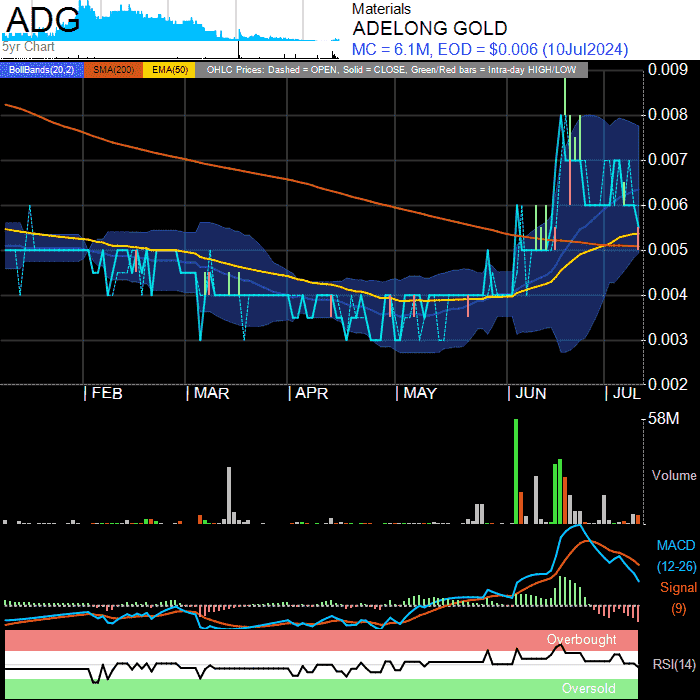 ADG
5yr Chart
Materials
ADELONG GOLD
MC = 6.1M, EOD = $0.006 (10Jul2024)
BollBands(20,2) SMA(200) EMA(50) OHLC Prices: Dashed = OPEN, Solid = CLOSE, Green/Red bars = Intra-day HIGH/LOW
0.009
0.008
0.007
0.006
0.005
0.004
0.003
0.002
FEB MAR APR MAY JUN JUL
58M
Volume
MACD
(12-26)
Signal
(9)
Overbought
RSI(14)
Oversold